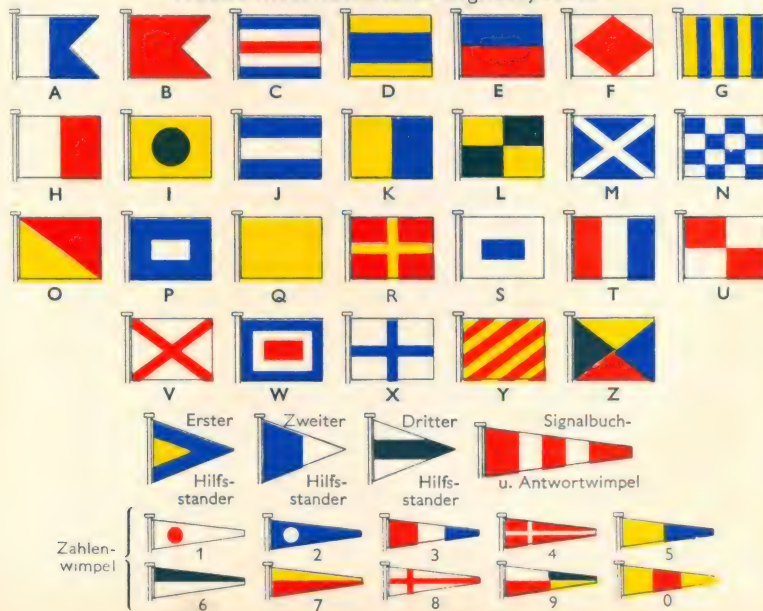 A B C D E F G
H I J K L M N
O P Q R S T U
V W X Y Z
Erster Zweiter Dritter Signalbuch-
Hilfs- Hilfs- Hilfs- u. Antwortwimpel
stander stander stander
Zahlen-
wimpel
1 2 3 4 5
6 7 8 9 0